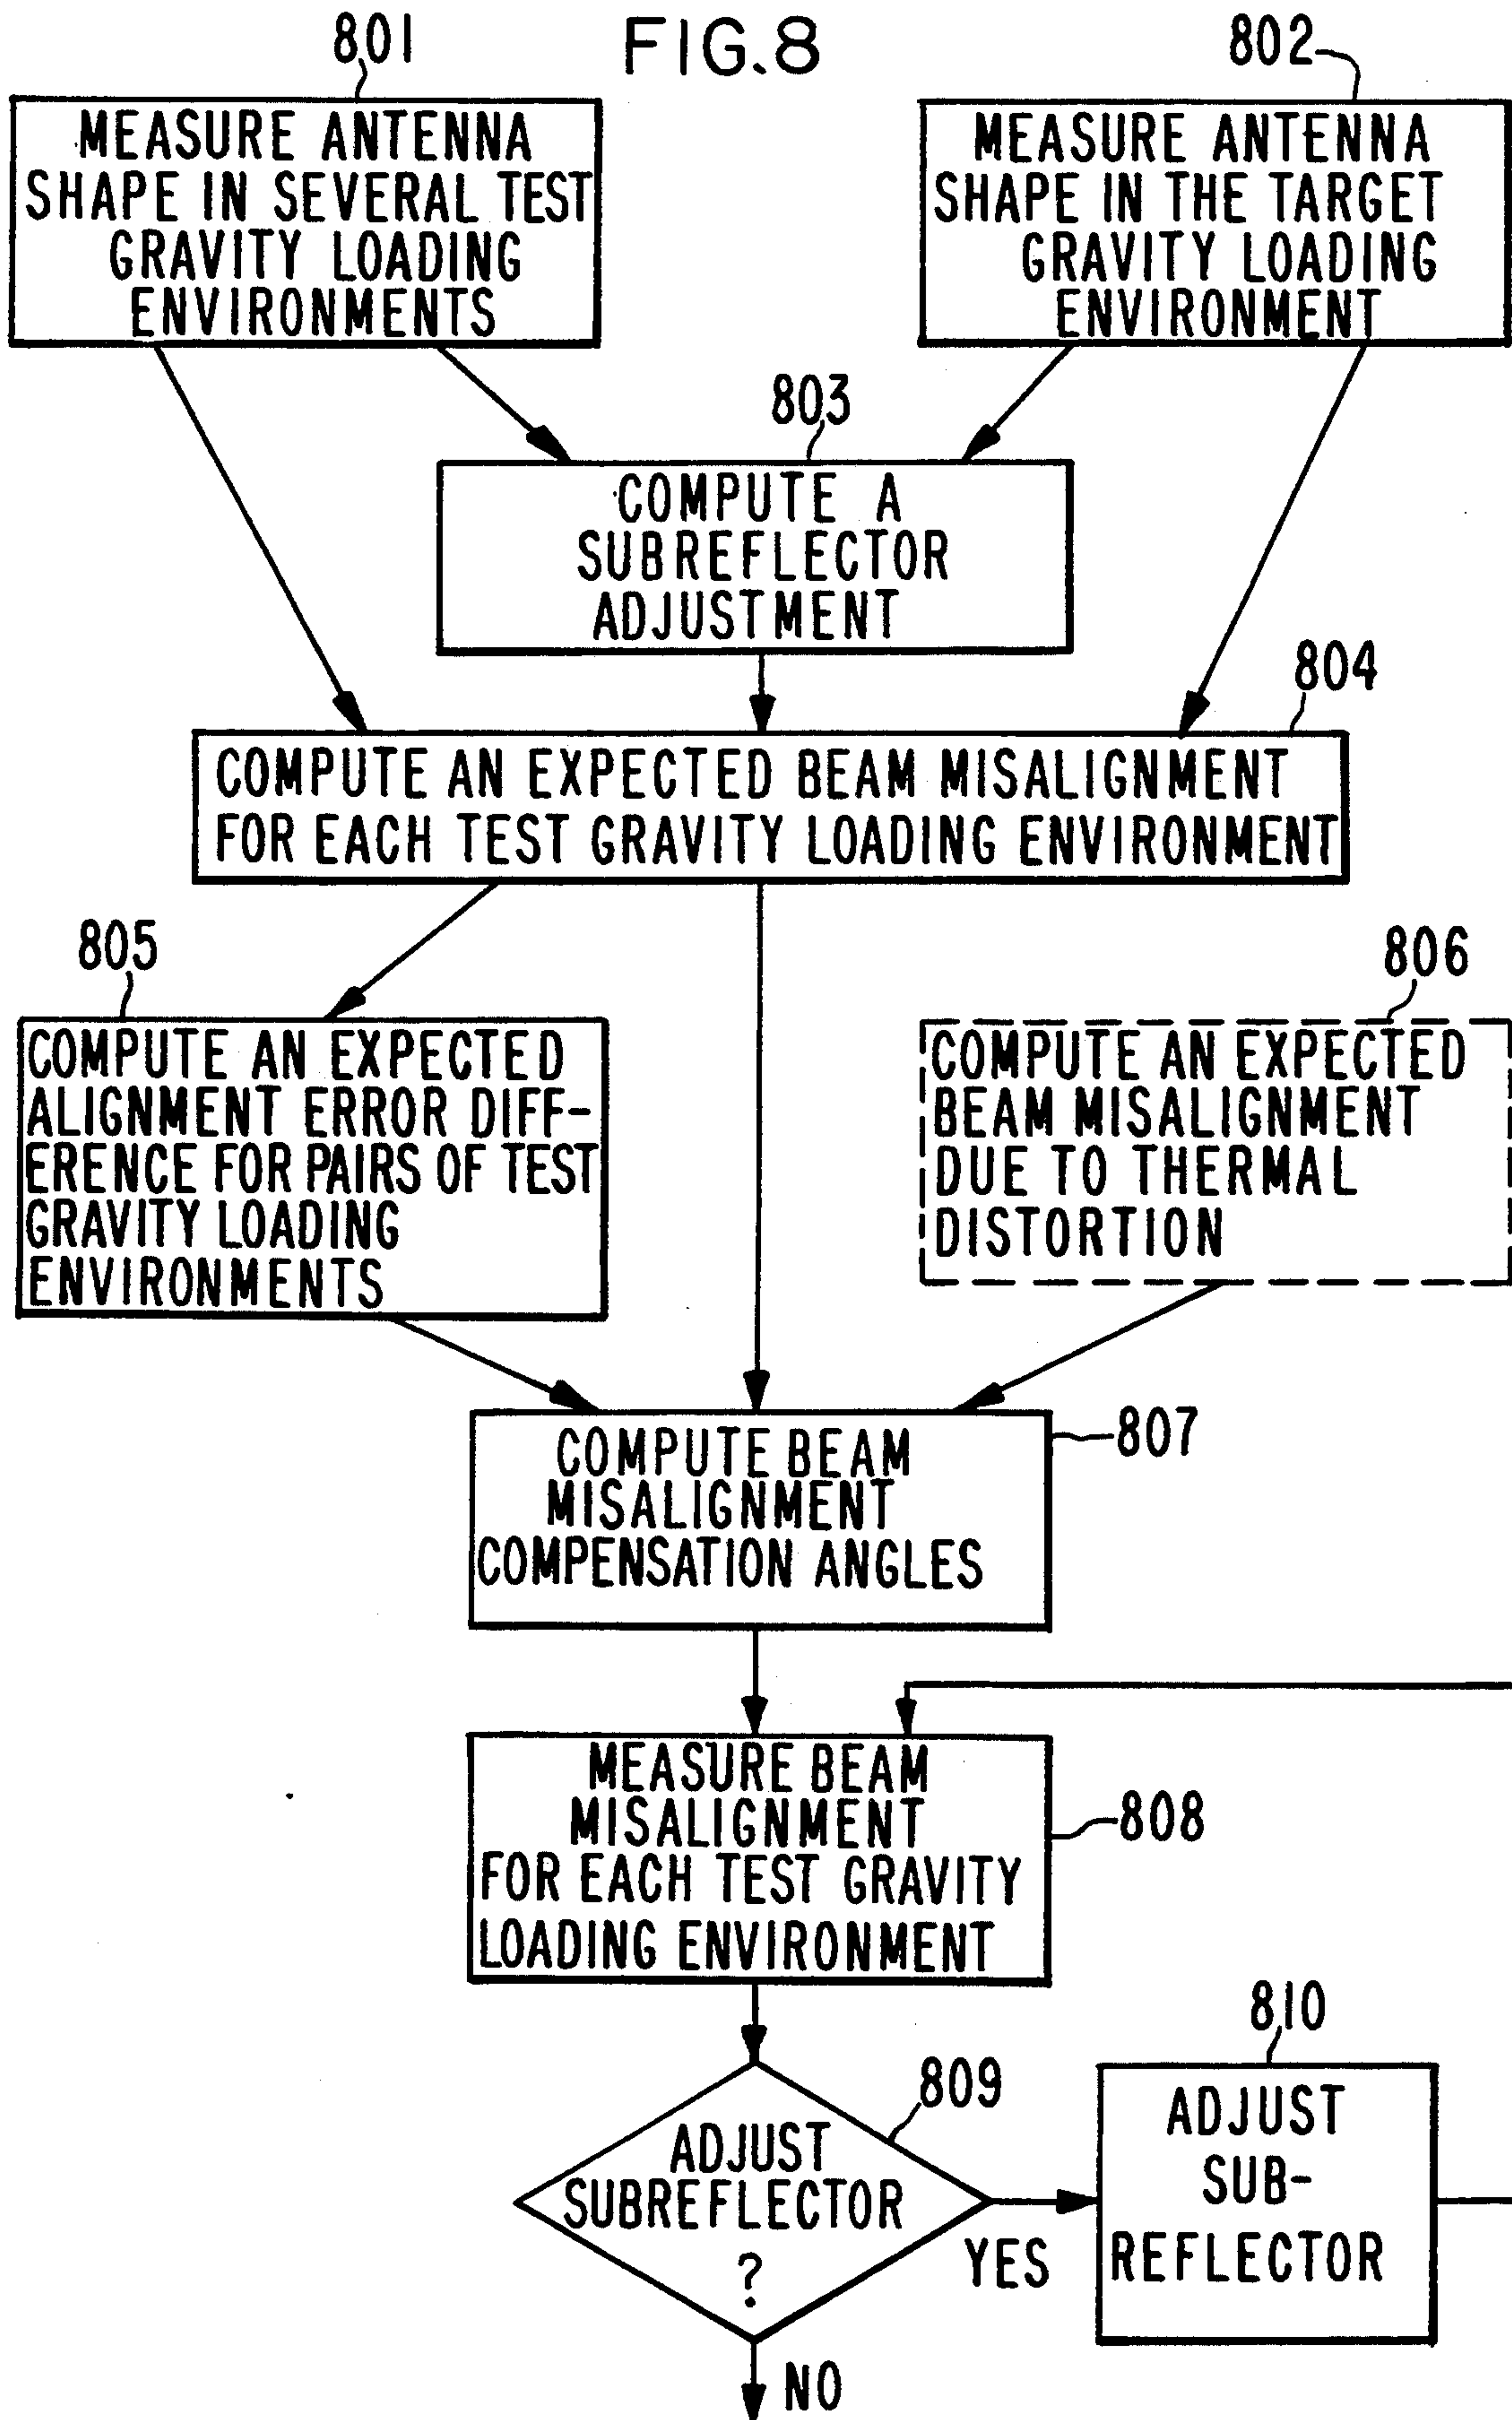 FIG.8
801
MEASURE ANTENNA
SHAPE IN SEVERAL TEST
GRAVITY LOADING
ENVIRONMENTS
802
MEASURE ANTENNA
SHAPE IN THE TARGET
GRAVITY LOADING
ENVIRONMENT
803
COMPUTE A
SUBREFLECTOR
ADJUSTMENT
804
COMPUTE AN EXPECTED BEAM MISALIGNMENT
FOR EACH TEST GRAVITY LOADING ENVIRONMENT
805
COMPUTE AN EXPECTED
ALIGNMENT ERROR DIFF-
ERENCE FOR PAIRS OF TEST
GRAVITY LOADING
ENVIRONMENTS
806
COMPUTE AN EXPECTED
BEAM MISALIGNMENT
DUE TO THERMAL
DISTORTION
807
COMPUTE BEAM
MISALIGNMENT
COMPENSATION ANGLES
808
MEASURE BEAM
MISALIGNMENT
FOR EACH TEST GRAVITY
LOADING ENVIRONMENT
809
ADJUST
SUBREFLECTOR
?
YES
NO
810
ADJUST
SUB-
REFLECTOR